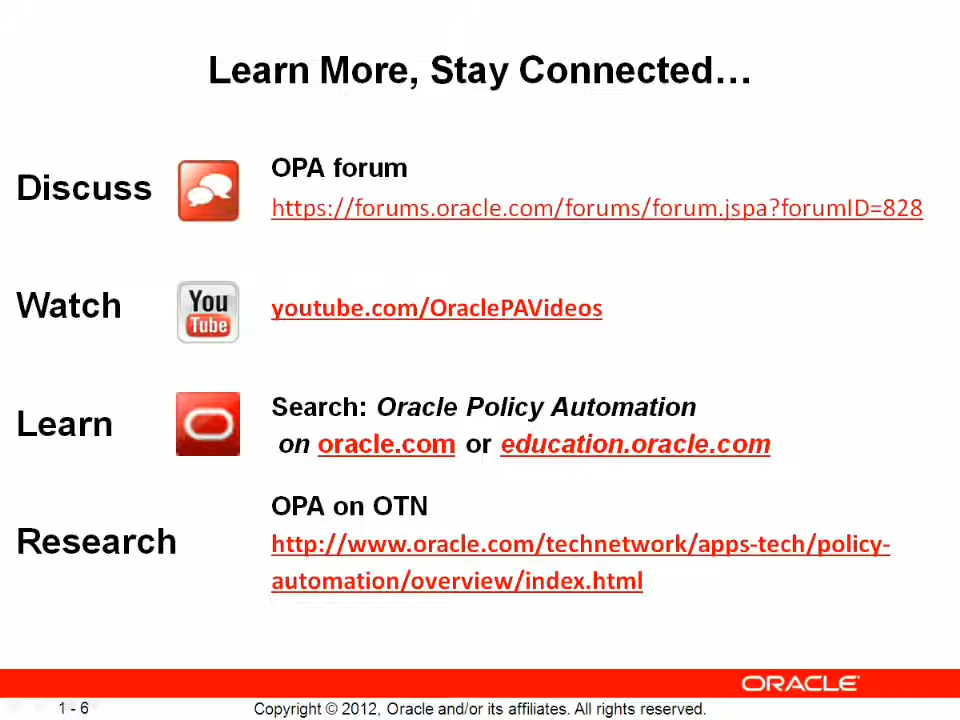 Learn More, Stay Connected…
Discuss
OPA forum
https://forums.oracle.com/forums/forum.jspa?forumID=828
Watch
You
Tube
youtube.com/OraclePAVideos
Learn
Search: Oracle Policy Automation
on oracle.com or education.oracle.com
Research
OPA on OTN
http://www.oracle.com/technetwork/apps-tech/policy-
automation/overview/index.html
ORACLE
1 - 6
Copyright © 2012, Oracle and/or its affiliates. All rights reserved.